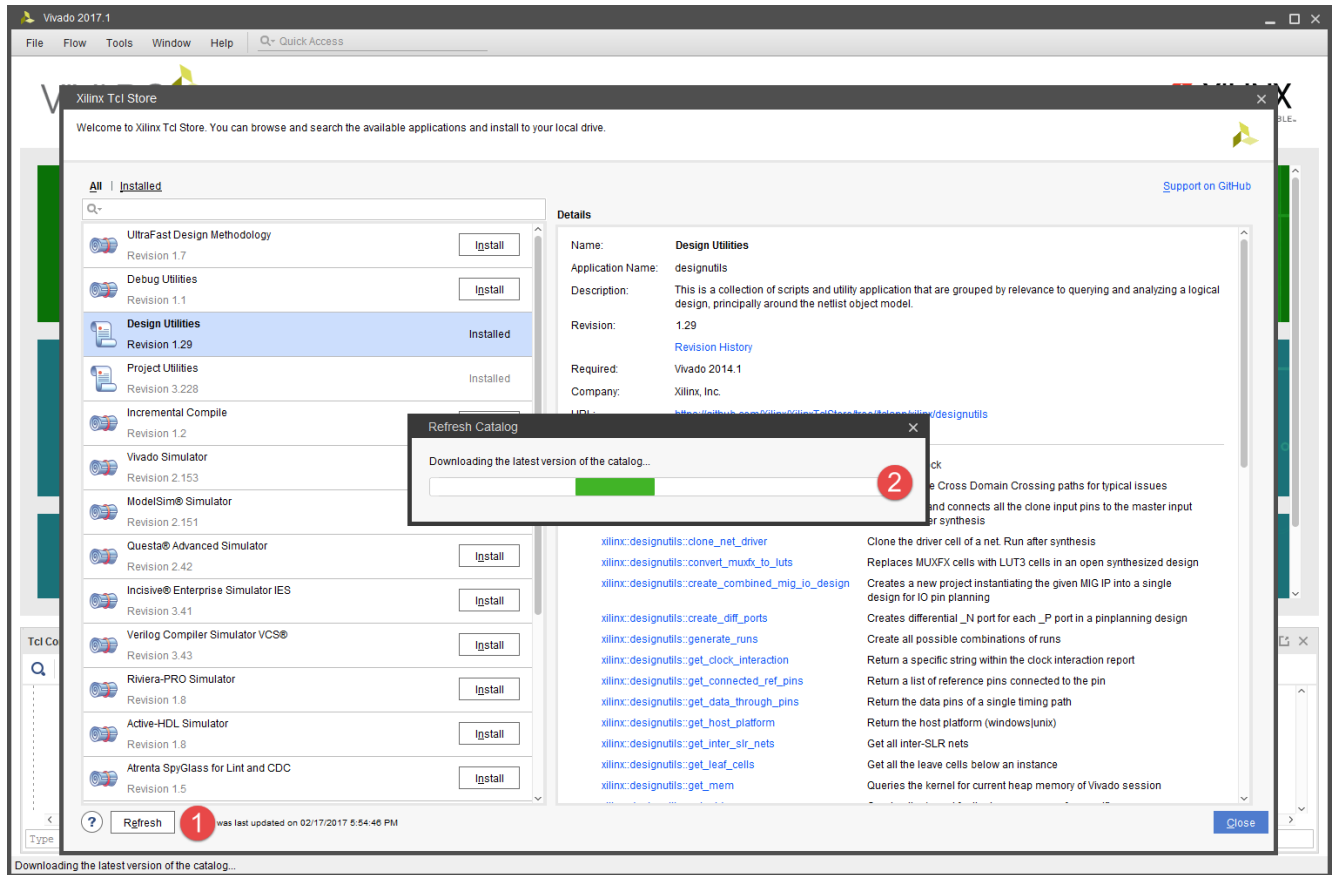 Vivado 2017.1
File Flow Tools Window Help Quick Access
Xilinx Tcl Store
Welcome to Xilinx Tcl Store. You can browse and search the available applications and install to your local drive.
All | Installed
Support on GitHub
UltraFast Design Methodology
Revision 1.7
Install
Debug Utilities
Revision 1.1
Install
Design Utilities
Revision 1.29
Installed
Project Utilities
Revision 3.228
Installed
Incremental Compile
Revision 1.2
Vivado Simulator
Revision 2.153
ModelSim® Simulator
Revision 2.151
Questa® Advanced Simulator
Revision 2.42
Install
Incisive® Enterprise Simulator IES
Revision 3.41
Install
Verilog Compiler Simulator VCS®
Revision 3.43
Install
Riviera-PRO Simulator
Revision 1.8
Install
Active-HDL Simulator
Revision 1.8
Install
Atrenta SpyGlass for Lint and CDC
Revision 1.5
Install
Details
Name: Design Utilities
Application Name: designutils
Description: This is a collection of scripts and utility application that are grouped by relevance to querying and analyzing a logical
design, principally around the netlist object model.
Revision: 1.29
Revision History
Required: Vivado 2014.1
Company: Xilinx, Inc.
URL: https://github.com/Xilinx/XilinxTclStore/tree/tclapp/xilinx/designutils
Refresh Catalog
Downloading the latest version of the catalog...
2
Cross Domain Crossing paths for typical issues
and connects all the clone input pins to the master input
synthesis
xilinx::designutils::clone_net_driver Clone the driver cell of a net. Run after synthesis
xilinx::designutils::convert_muxfx_to_luts Replaces MUXFX cells with LUT3 cells in an open synthesized design
xilinx::designutils::create_combined_mig_io_design Creates a new project instantiating the given MIG IP into a single
design for IO pin planning
xilinx::designutils::create_diff_ports Creates differential _N port for each _P port in a pinplanning design
xilinx::designutils::generate_runs Create all possible combinations of runs
xilinx::designutils::get_clock_interaction Return a specific string within the clock interaction report
xilinx::designutils::get_connected_ref_pins Return a list of reference pins connected to the pin
xilinx::designutils::get_data_through_pins Return the data pins of a single timing path
xilinx::designutils::get_host_platform Return the host platform (windows|unix)
xilinx::designutils::get_inter_slr_nets Get all inter-SLR nets
xilinx::designutils::get_leaf_cells Get all the leave cells below an instance
xilinx::designutils::get_mem Queries the kernel for current heap memory of Vivado session
? Refresh 1 was last updated on 02/17/2017 5:54:46 PM
Close
Tcl Co
Type
Downloading the latest version of the catalog...